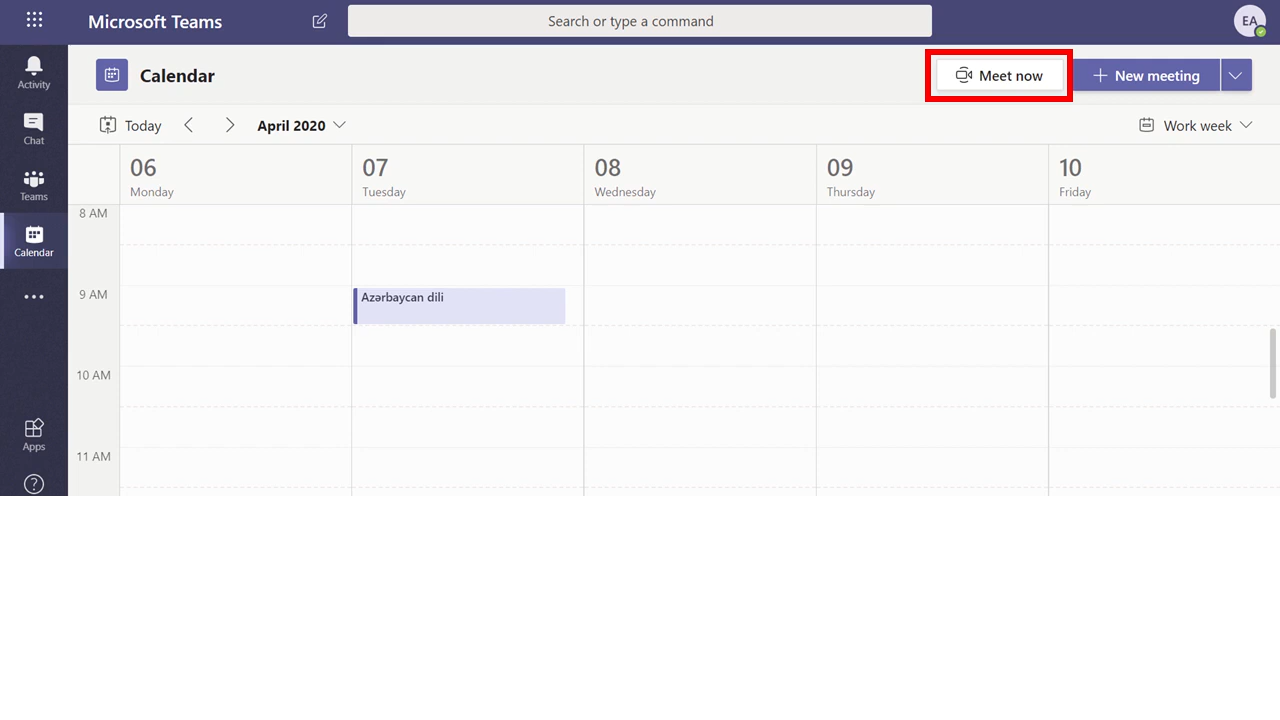 Microsoft Teams
Search or type a command
EA
Activity
Chat
Teams
Calendar
Apps
Calendar
Meet now
New meeting
Today
April 2020
Work week
06
Monday
07
Tuesday
08
Wednesday
09
Thursday
10
Friday
8 AM
9 AM
Azərbaycan dili
10 AM
11 AM